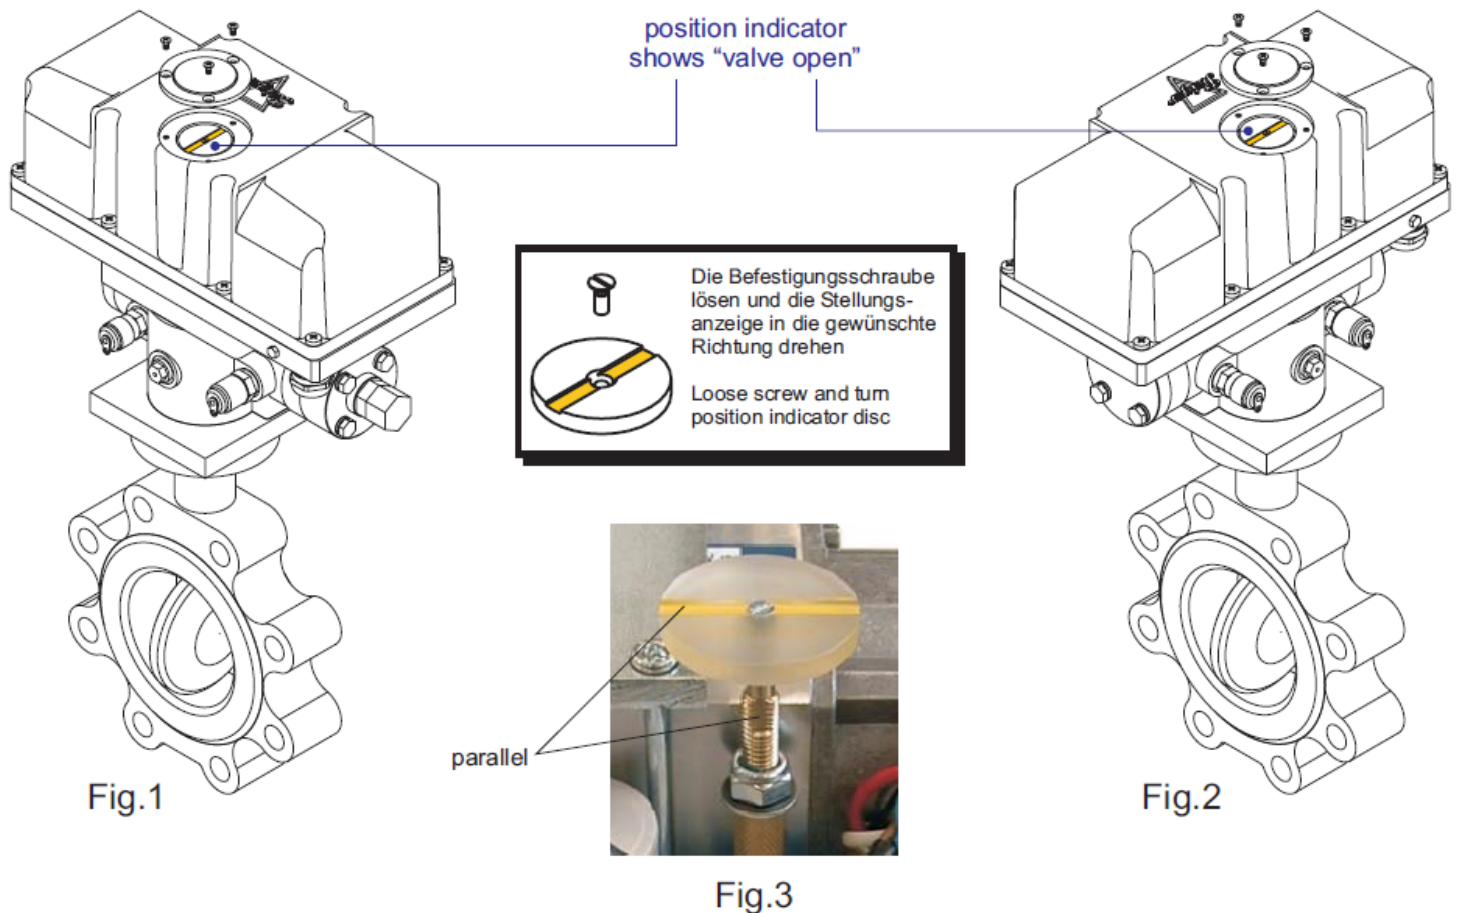 position indicator
shows “valve open”
Die Befestigungsschraube
lösen und die Stellungs-
anzeige in die gewünschte
Richtung drehen
Loose screw and turn
position indicator disc
parallel
Fig.1
Fig.2
Fig.3